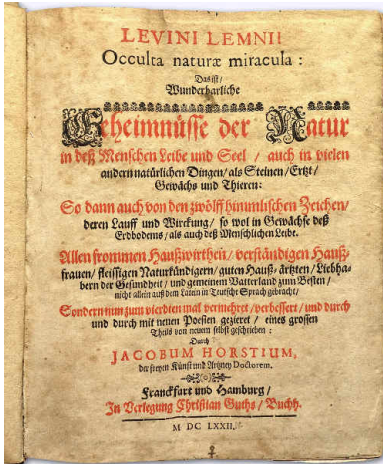 LEVINI LEMNII
Occulta naturæ miracula:
Das ist/
Wunderbarliche
Geheimnüsse der Natur
in deß Menschen Leibe und Seel / auch in vielen
andern natürlichen Dingen/ als Steinen/ Ertzt/
Gewächs und Thieren:
So dann auch von den zwölff himmlischen Zeichen/
deren Lauff und Wirckung/ so wol in Gewächse deß
Erdbodens/ als auch deß Menschlichen Leibs.
Allen frommen Haußwirthen/ verständigen Hauß-
frauen/ fleissigen Naturkündigern/ guten Hauß-ärtzten/ Liebha-
bern der Gesundheit/ und gemeinem Vatterland zum Besten/
nicht allein auß dem Latein in Teutsche Sprach gebracht/
Sondern nun zum vierdten mal vermehret/ verbessert/ und durch
und durch mit neuen Poesien gezieret / eines grossen
Theils von neuem selbst geschrieben:
Durch
JACOBUM HORSTIUM,
der freyen Künst und Artzney Doctorem.
Franckfurt und Hamburg/
In Verlegung Christian Guths/ Buchh.
M DC LXXII.